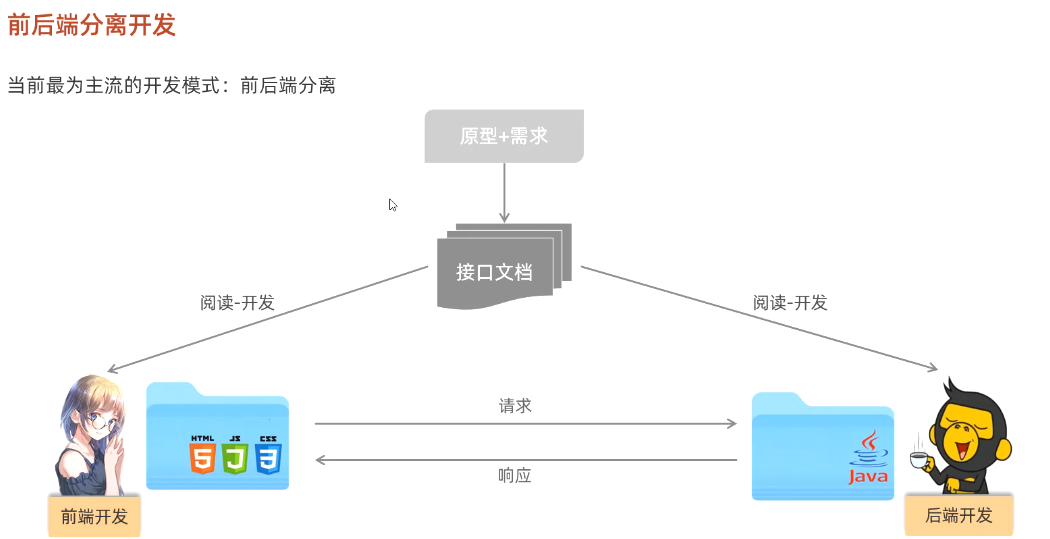 前后端分离开发
当前最为主流的开发模式：前后端分离
原型+需求
接口文档
阅读-开发
阅读-开发
请求
响应
HTML JS CSS
5 J 3
Java
前端开发
后端开发